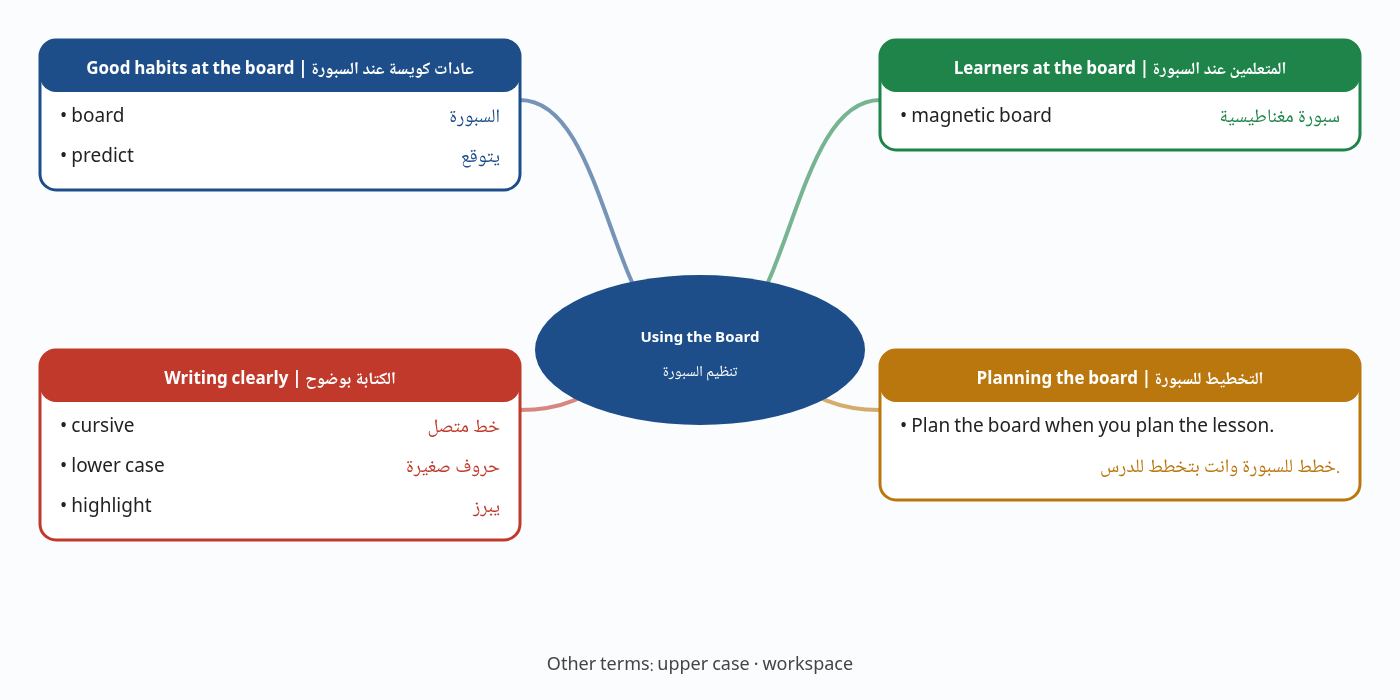 Good habits at the board | عادات كويسة عند السبورة
• board السبورة
• predict يتوقع
Learners at the board | المتعلمين عند السبورة
• magnetic board سبورة مغناطيسية
Using the Board
تنظيم السبورة
Writing clearly | الكتابة بوضوح
• cursive خط متصل
• lower case حروف صغيرة
• highlight يبرز
Planning the board | التخطيط للسبورة
• Plan the board when you plan the lesson.
خطط للسبورة وانت بتخطط للدرس.
Other terms: upper case · workspace